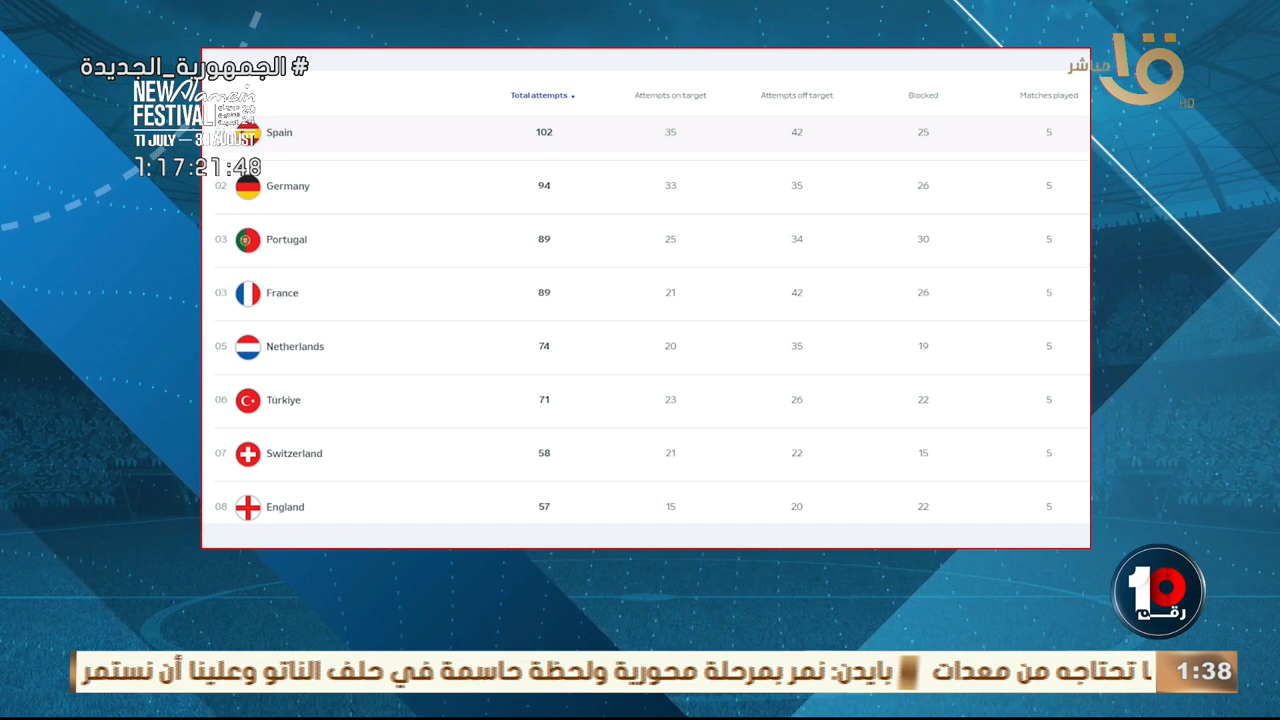 #الجمهورية_الجديدة
NEW Alamein
FESTIVAL
11 JULY — 30 AUGUST
1:17:21:48
مباشر
HD
Total attempts Attempts on target Attempts off target Blocked Matches played
Spain 102 35 42 25 5
02 Germany 94 33 35 26 5
03 Portugal 89 25 34 30 5
03 France 89 21 42 26 5
05 Netherlands 74 20 35 19 5
06 Türkiye 71 23 26 22 5
07 Switzerland 58 21 22 15 5
08 England 57 15 20 22 5
10
رقم
ا تحتاجه من معدات بايدن: نمر بمرحلة محورية ولحظة حاسمة في حلف الناتو وعلينا أن نستمر
1:38